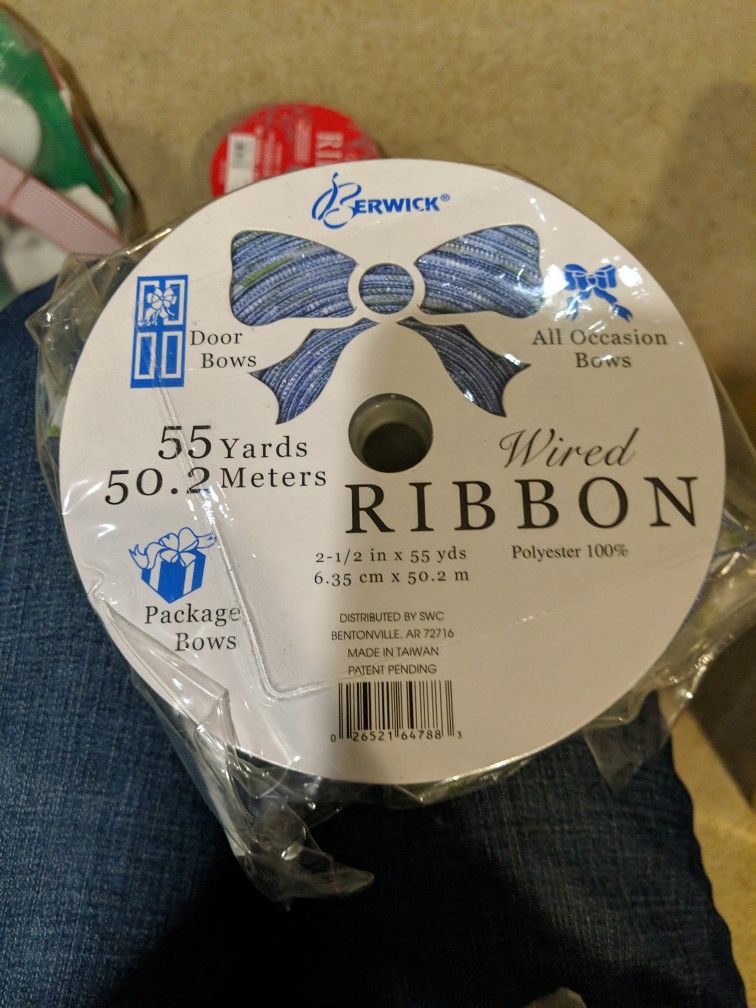 BERWICK®
Door
Bows
All Occasion
Bows
55 Yards
50.2 Meters
Wired
RIBBON
2-1/2 in x 55 yds
6.35 cm x 50.2 m
Polyester 100%
Package
Bows
DISTRIBUTED BY SWC
BENTONVILLE, AR 72716
MADE IN TAIWAN
PATENT PENDING
0 26521 64788 3